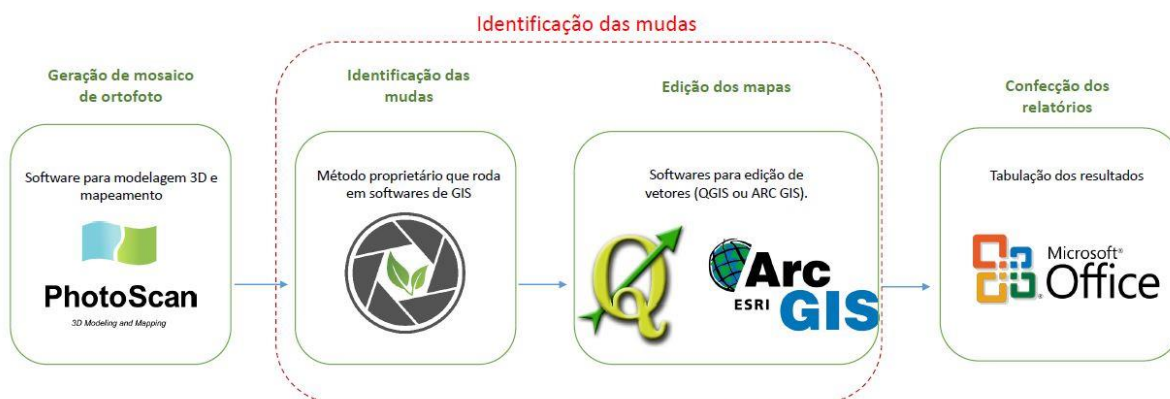 Identificação das mudas
Geração de mosaico
de ortofoto
Software para modelagem 3D e
mapeamento
PhotoScan
3D Modeling and Mapping
Identificação das
mudas
Método proprietário que roda
em softwares de GIS
Edição dos mapas
Softwares para edição de
vetores (QGIS ou ARC GIS).
Q
Arc
ESRI
GIS
Confecção dos
relatórios
Tabulação dos resultados
Microsoft®
Office